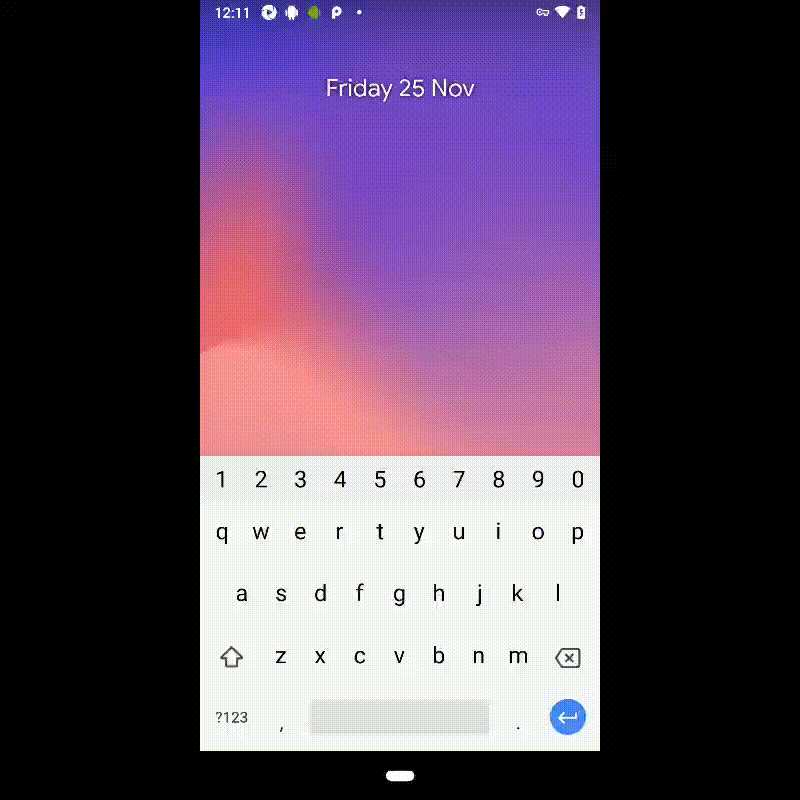 12:11
Friday 25 Nov
1 2 3 4 5 6 7 8 9 0
q w e r t y u i o p
a s d f g h j k l
z x c v b n m
?123 , .